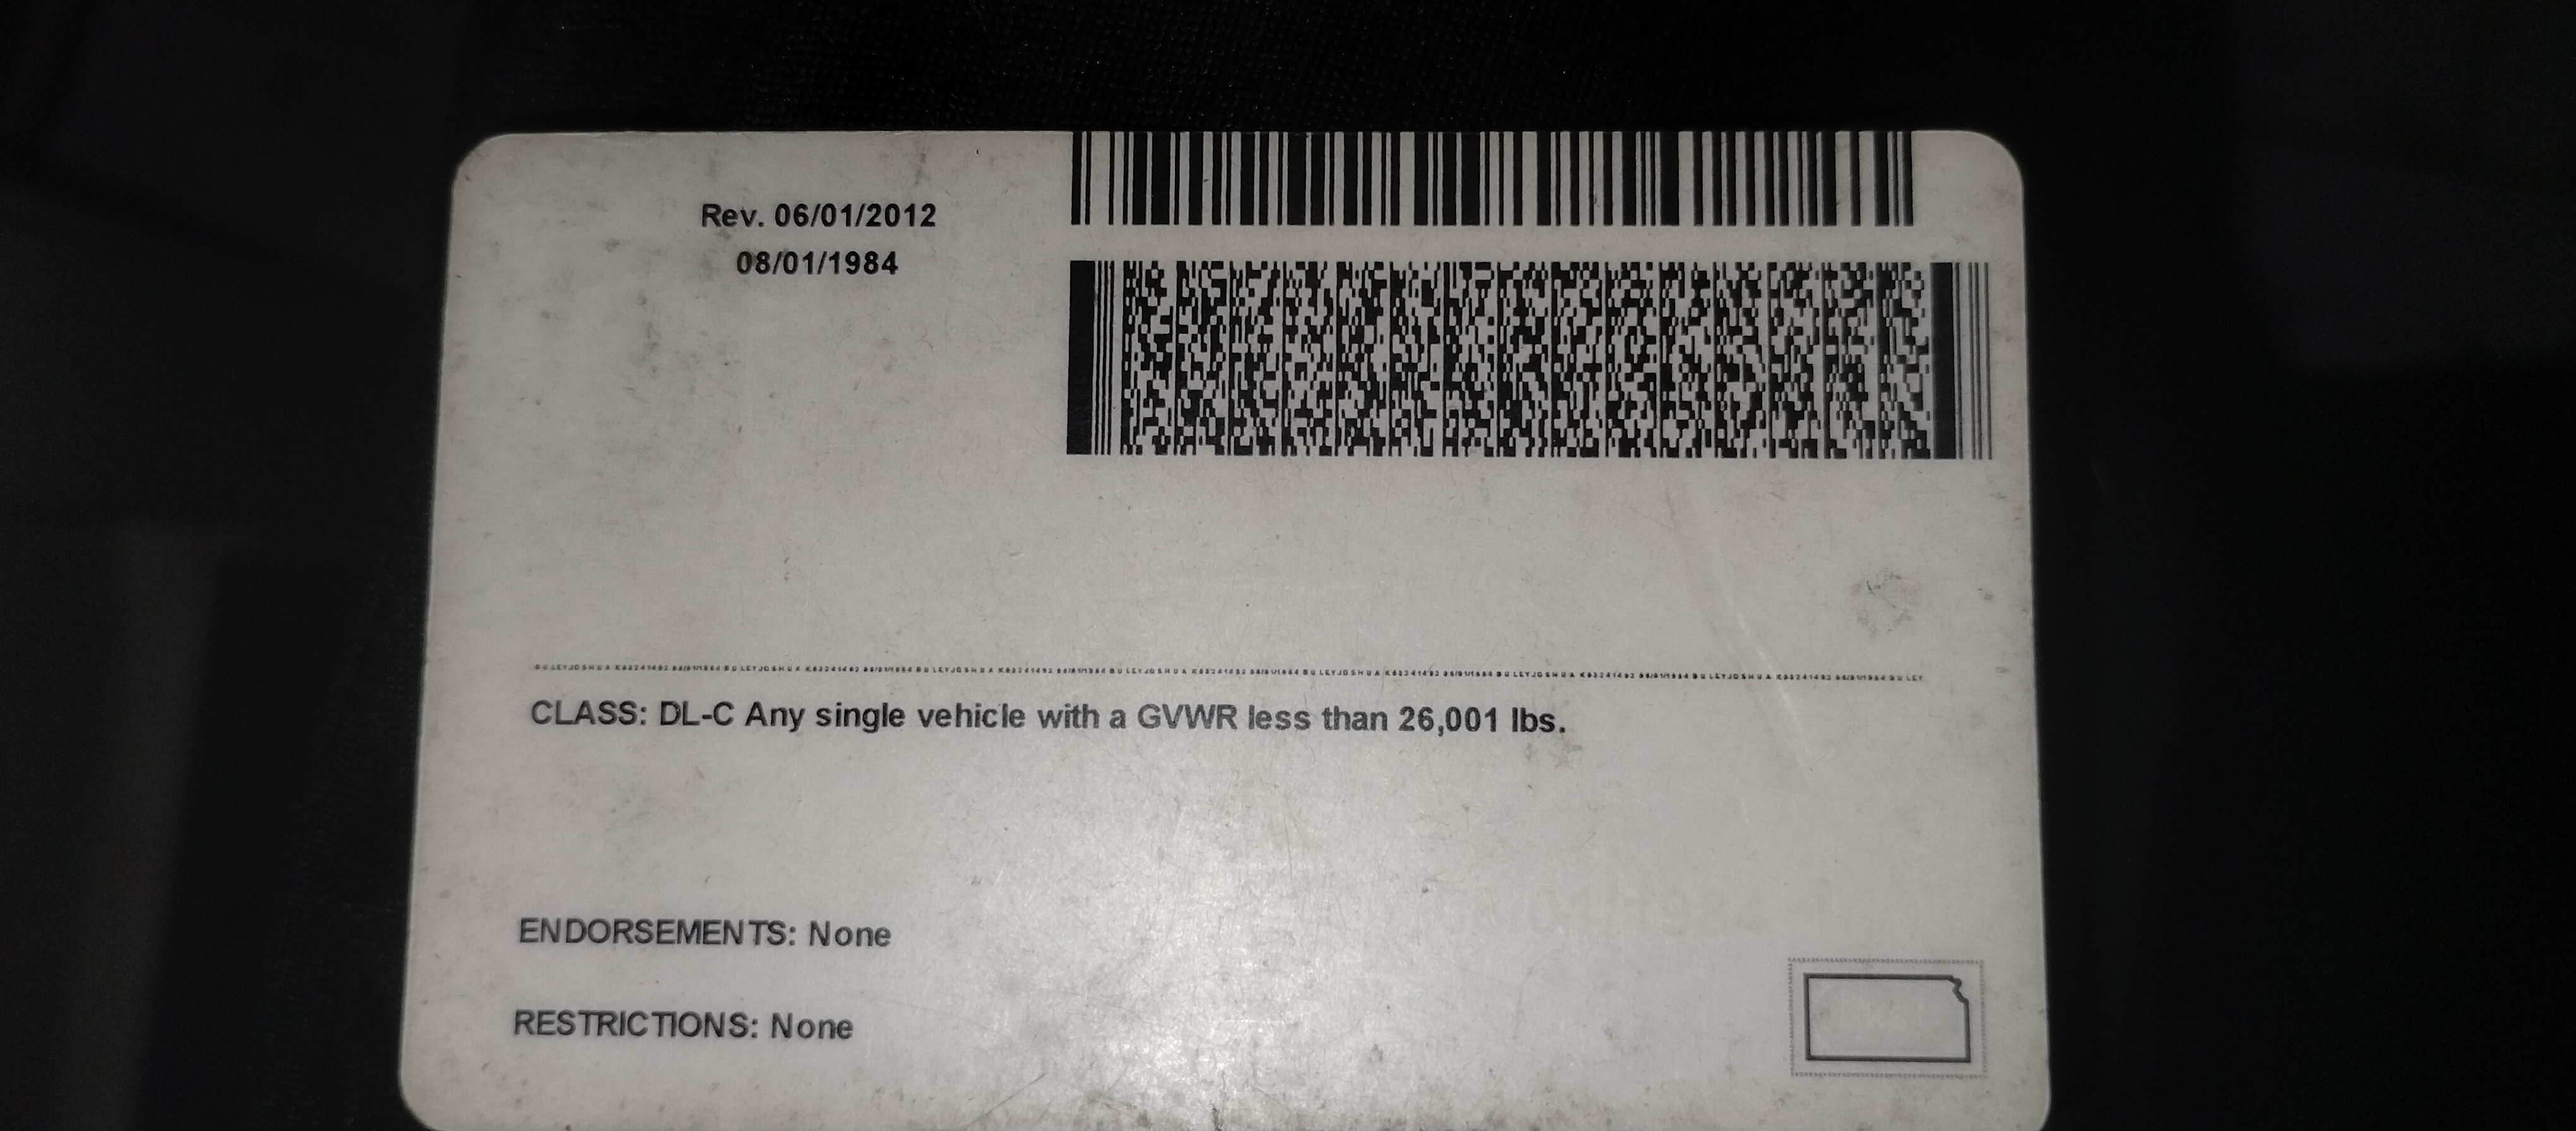 Rev. 06/01/2012
08/01/1984
CLASS: DL-C Any single vehicle with a GVWR less than 26,001 lbs.
ENDORSEMENTS: None
RESTRICTIONS: None